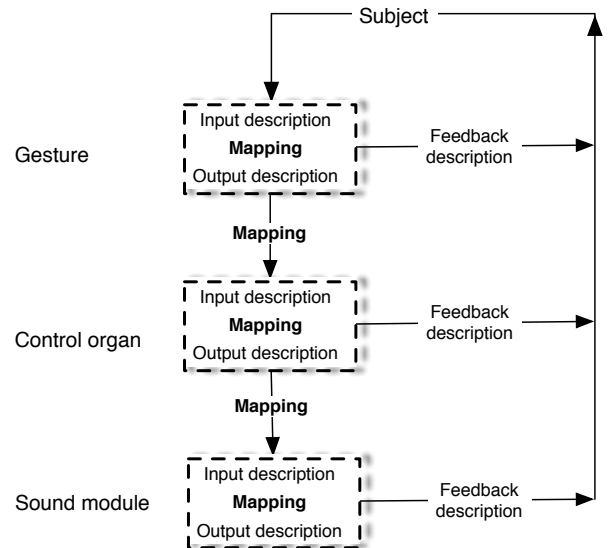 Subject
Gesture
Input description
Mapping
Output description
Feedback
description
Mapping
Control organ
Input description
Mapping
Output description
Feedback
description
Mapping
Sound module
Input description
Mapping
Output description
Feedback
description